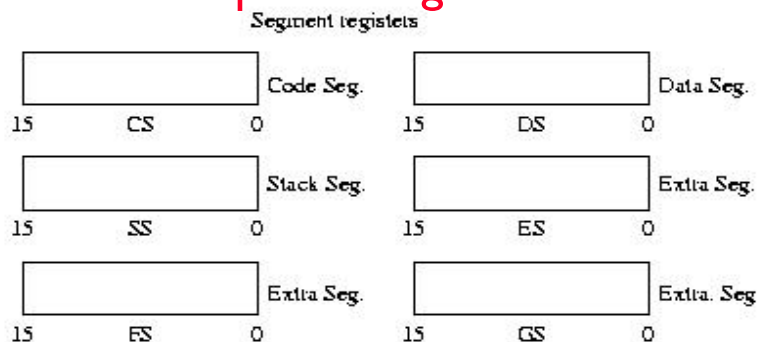 Segment registers
Code Seg. Data Seg.
15 CS 0 15 DS 0
Stack Seg. Extra Seg.
15 SS 0 15 ES 0
Extra Seg. Extra. Seg
15 FS 0 15 GS 0